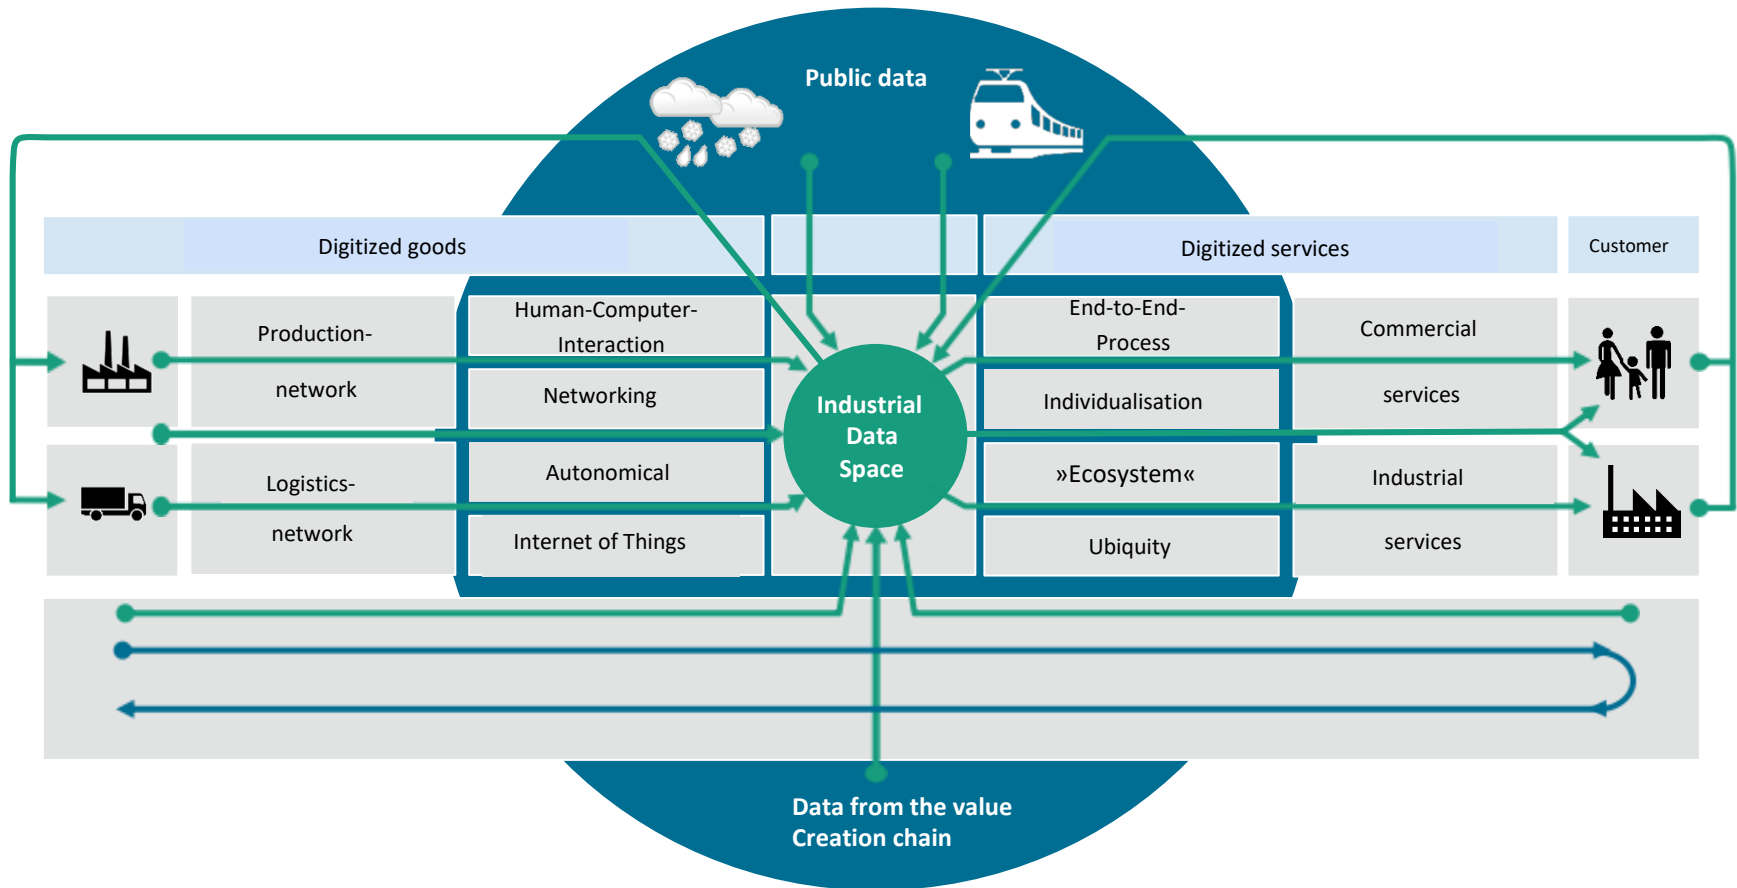 Public data
Digitized goods
Digitized services
Customer
Production-
network
Human-Computer-
Interaction
Networking
Industrial
Data
Space
End-to-End-
Process
Individualisation
Commercial
services
Logistics-
network
Autonomical
Internet of Things
»Ecosystem«
Ubiquity
Industrial
services
Data from the value
Creation chain